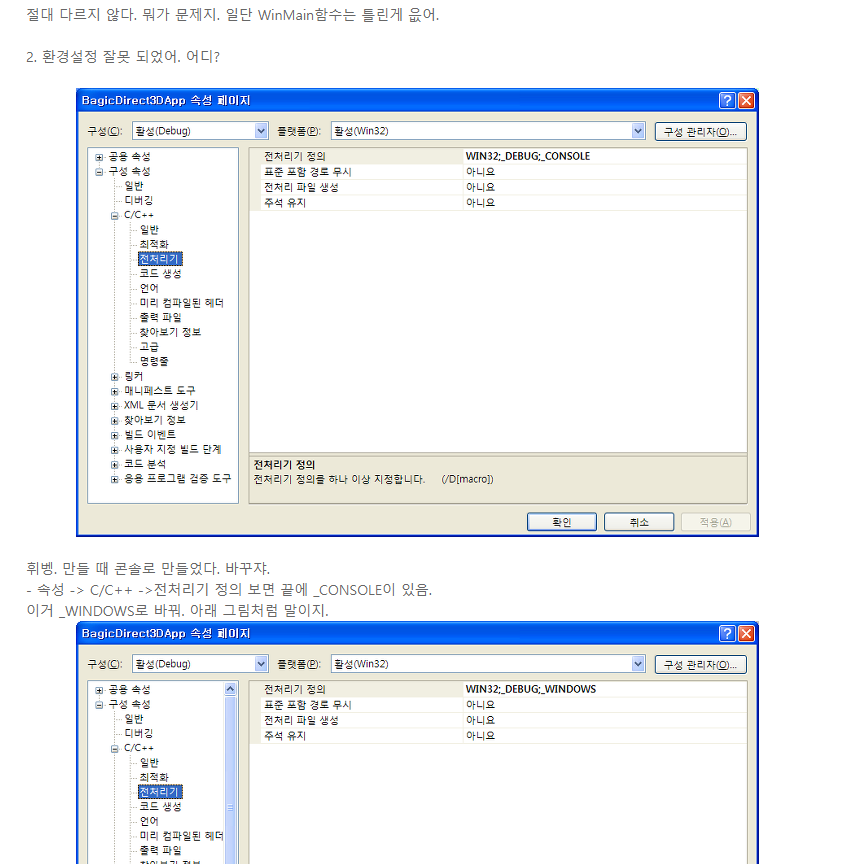 절대 다르지 않다. 뭐가 문제지. 일단 WinMain함수는 틀린게 없어.
2. 환경설정 잘못 되었어. 어디?
BagicDirect3DApp 속성 페이지
구성(C): 활성(Debug) 플랫폼(P): 활성(Win32) 구성 관리자(O)...
공용 속성
구성 속성
일반
디버깅
C/C++
일반
최적화
전처리기
코드 생성
언어
미리 컴파일된 헤더
출력 파일
찾아보기 정보
고급
명령줄
링커
매니페스트 도구
XML 문서 생성기
찾아보기 정보
빌드 이벤트
사용자 지정 빌드 단계
코드 분석
응용 프로그램 검증 도구
전처리기 정의 WIN32;_DEBUG;_CONSOLE
표준 포함 경로 무시 아니요
전처리 파일 생성 아니요
주석 유지 아니요
전처리기 정의
전처리기 정의를 하나 이상 지정합니다. (/D[macro])
확인 취소 적용(A)
휘벵. 만들 때 콘솔로 만들었다. 바꾸쟈.
- 속성 -> C/C++ ->전처리기 정의 보면 끝에 _CONSOLE이 있음.
이거 _WINDOWS로 바꿔. 아래 그림처럼 말이지.
BagicDirect3DApp 속성 페이지
구성(C): 활성(Debug) 플랫폼(P): 활성(Win32) 구성 관리자(O)...
공용 속성
구성 속성
일반
디버깅
C/C++
일반
최적화
전처리기
코드 생성
언어
미리 컴파일된 헤더
출력 파일
찾아보기 정보
전처리기 정의 WIN32;_DEBUG;_WINDOWS
표준 포함 경로 무시 아니요
전처리 파일 생성 아니요
주석 유지 아니요